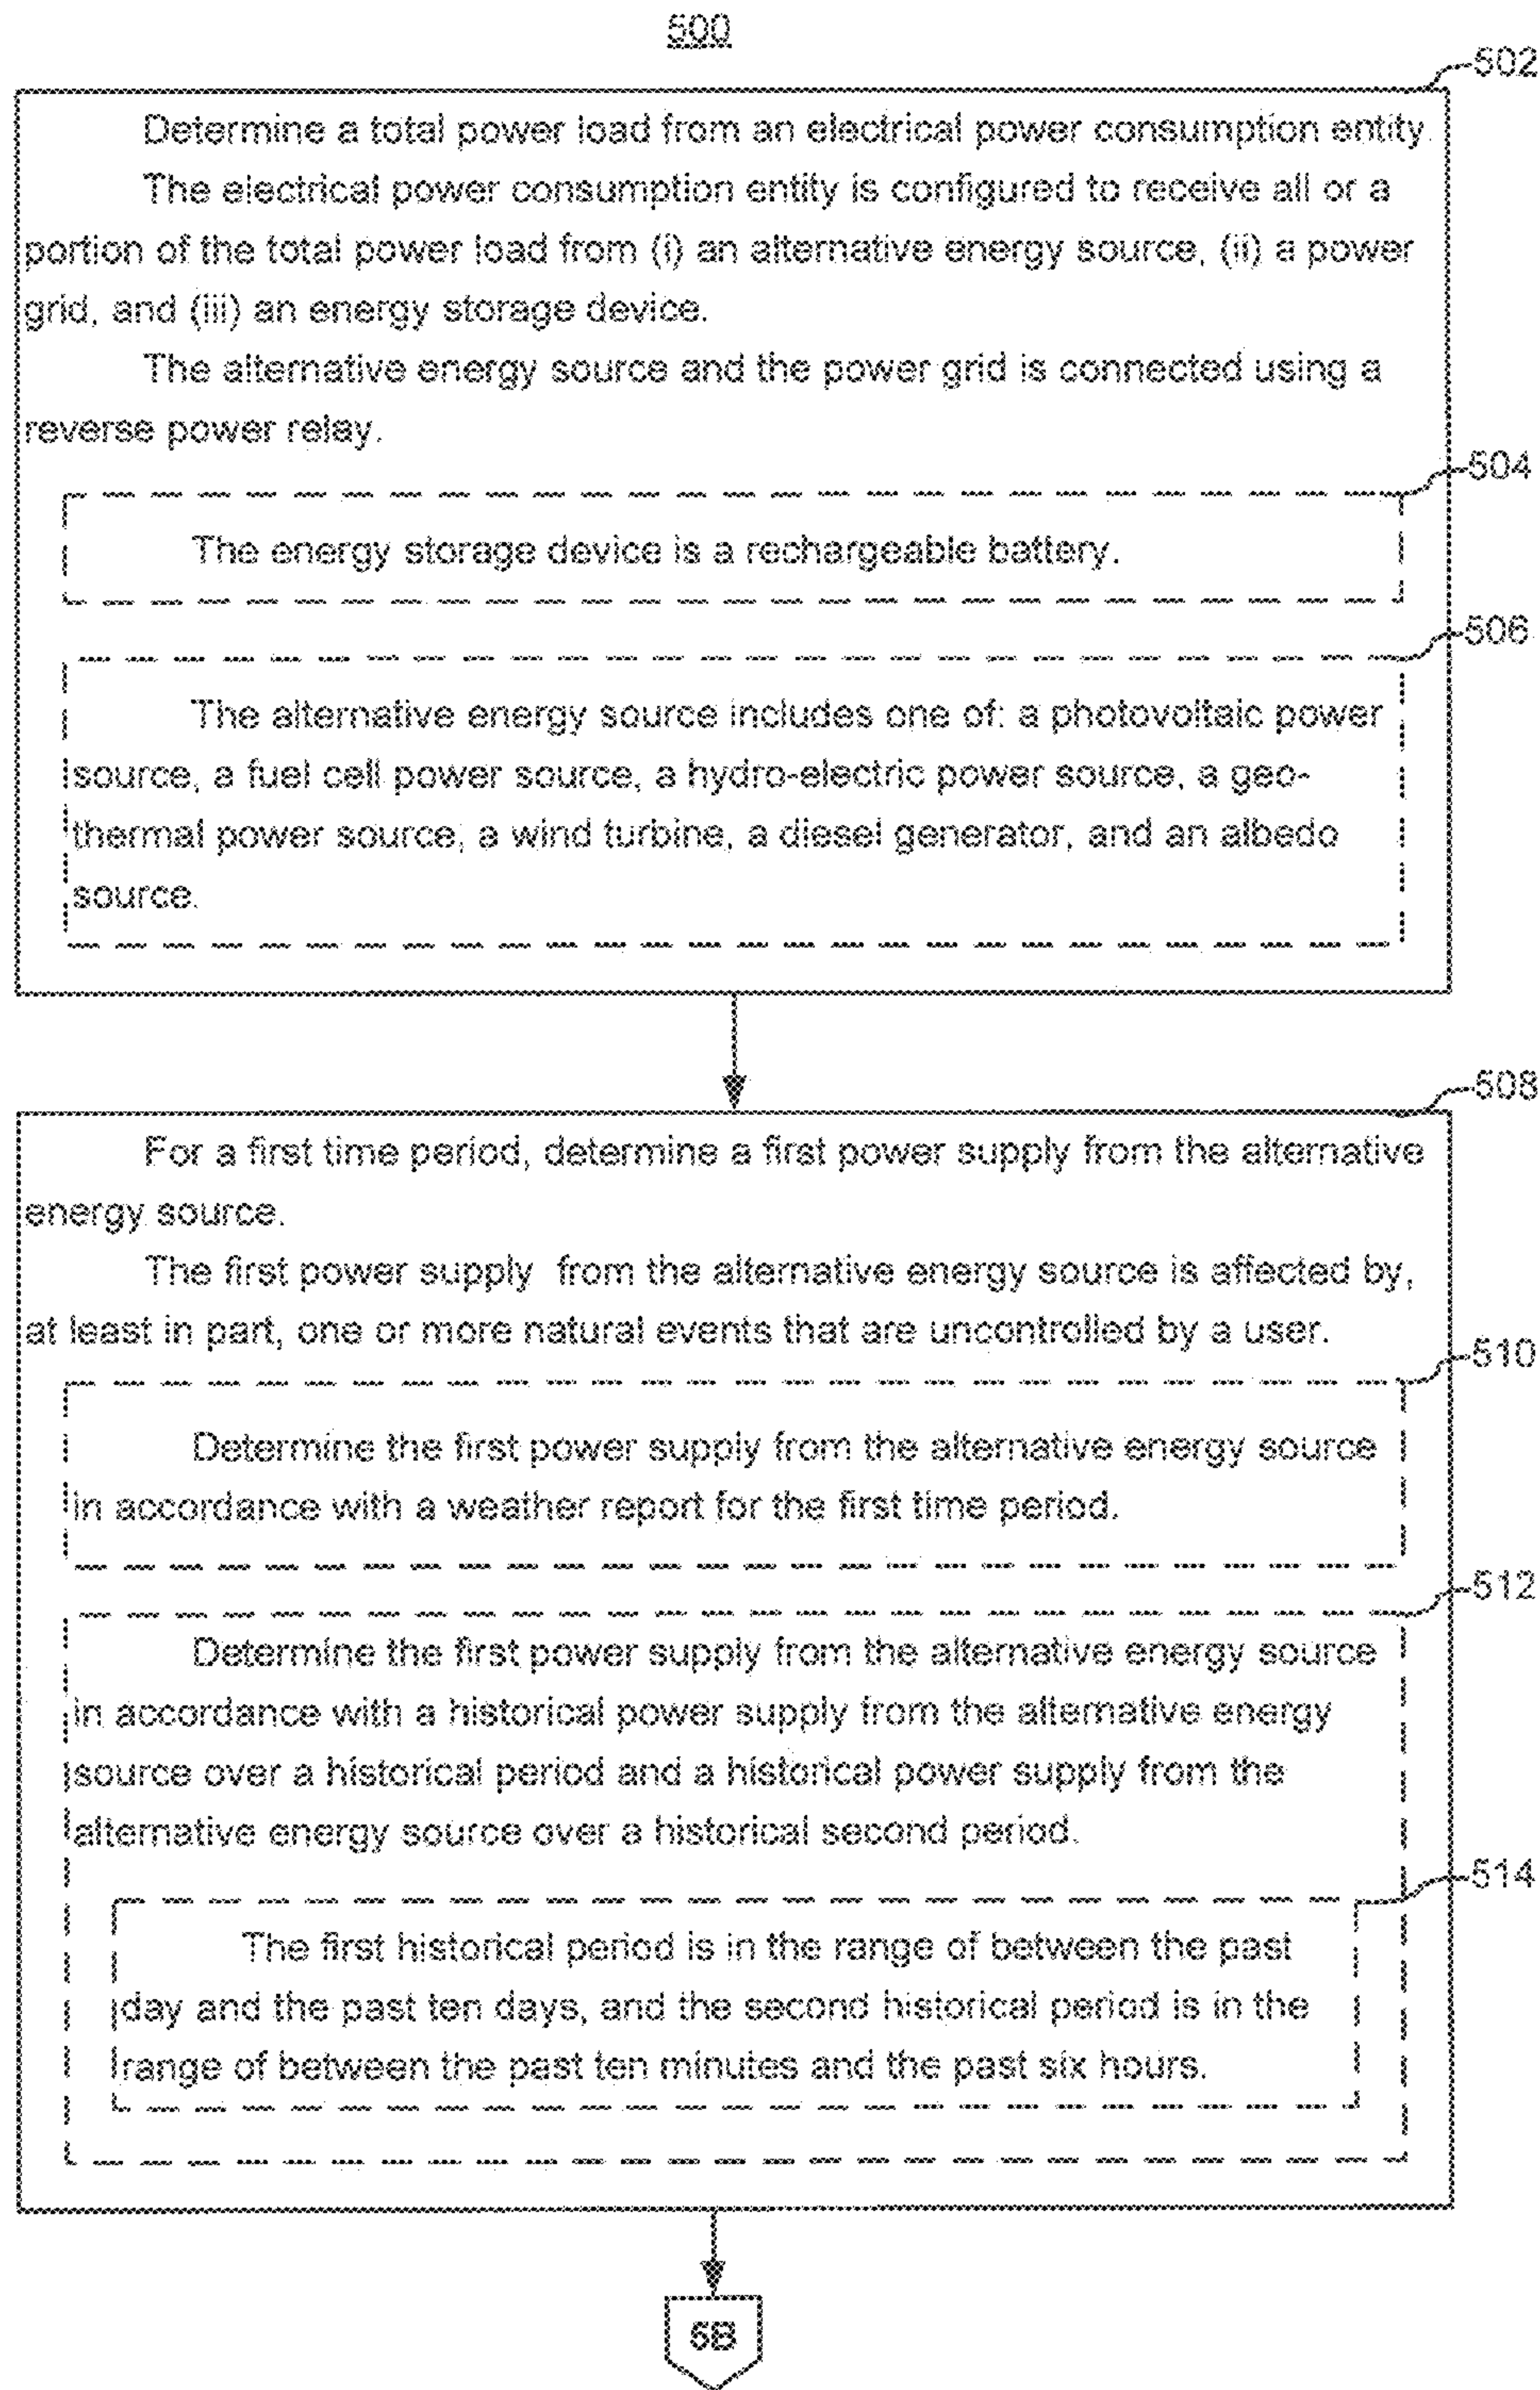 500
502
Determine a total power load from an electrical power consumption entity.
The electrical power consumption entity is configured to receive all or a
portion of the total power load from (i) an alternative energy source, (ii) a power
grid, and (iii) an energy storage device.
The alternative energy source and the power grid is connected using a
reverse power relay.
504
The energy storage device is a rechargeable battery.
506
The alternative energy source includes one of: a photovoltaic power
source, a fuel cell power source, a hydro-electric power source, a geo-
thermal power source, a wind turbine, a diesel generator, and an albedo
source.
508
For a first time period, determine a first power supply from the alternative
energy source.
The first power supply from the alternative energy source is affected by,
at least in part, one or more natural events that are uncontrolled by a user.
510
Determine the first power supply from the alternative energy source
in accordance with a weather report for the first time period.
512
Determine the first power supply from the alternative energy source
in accordance with a historical power supply from the alternative energy
source over a historical period and a historical power supply from the
alternative energy source over a historical second period.
514
The first historical period is in the range of between the past
day and the past ten days, and the second historical period is in the
range of between the past ten minutes and the past six hours.
5B